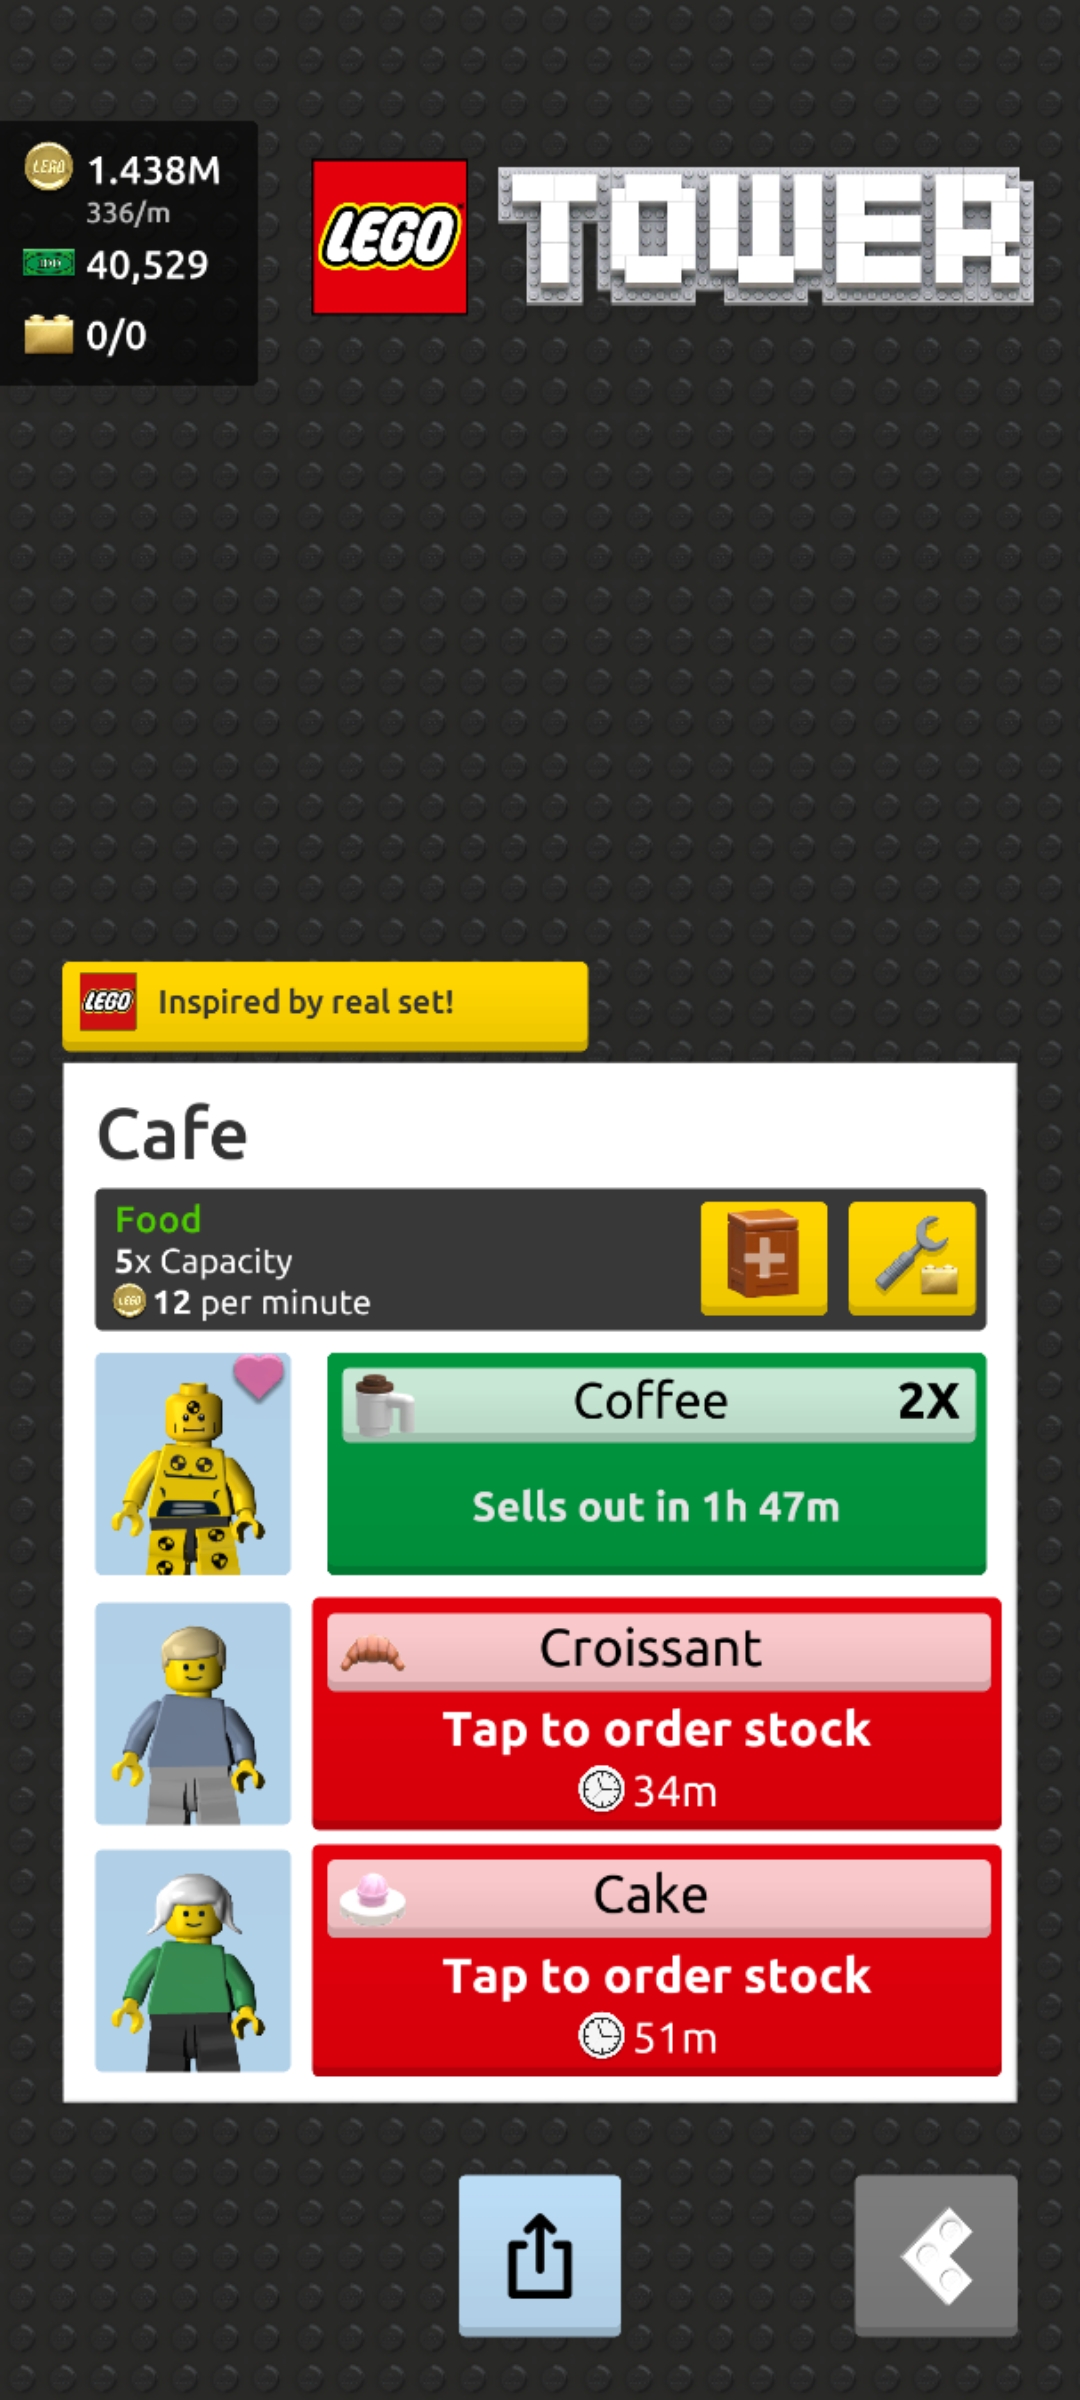 1.438M
336/m
40,529
0/0
LEGO
TOWER
LEGO
Inspired by real set!
Cafe
Food
5x Capacity
12 per minute
Coffee 2X
Sells out in 1h 47m
Croissant
Tap to order stock
34m
Cake
Tap to order stock
51m